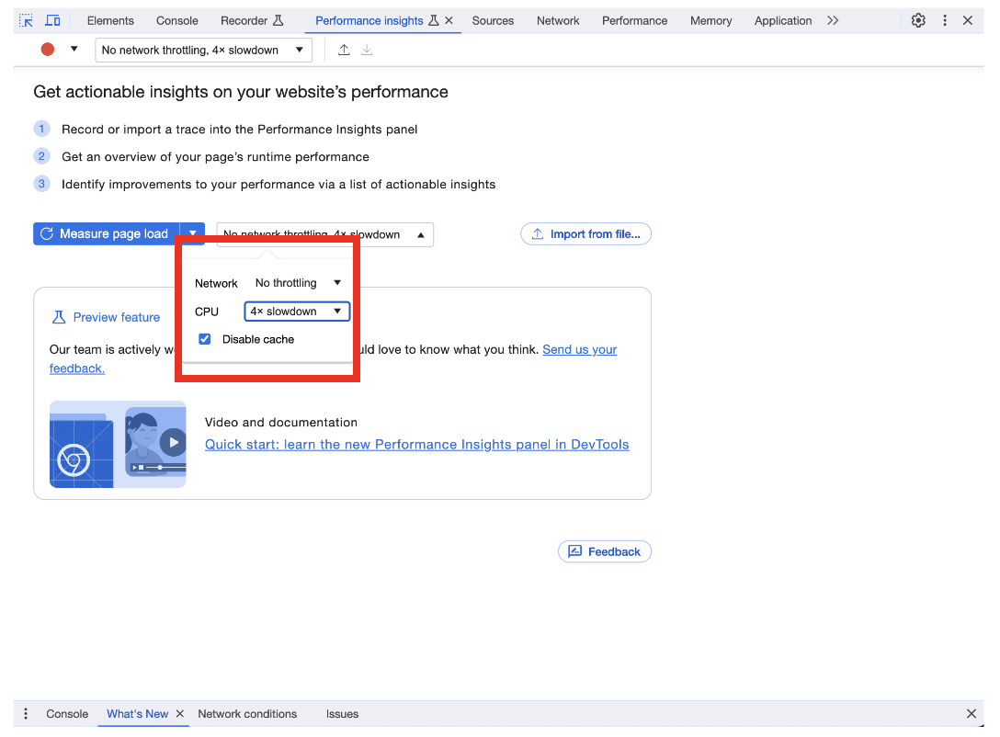 Elements Console Recorder Performance insights Sources Network Performance Memory Application
No network throttling, 4× slowdown
Get actionable insights on your website's performance
1 Record or import a trace into the Performance Insights panel
2 Get an overview of your page's runtime performance
3 Identify improvements to your performance via a list of actionable insights
Measure page load No network throttling, 4× slowdown Import from file...
Network No throttling
CPU 4× slowdown
Disable cache
Preview feature
Our team is actively w uld love to know what you think. Send us your
feedback.
Video and documentation
Quick start: learn the new Performance Insights panel in DevTools
Feedback
Console What's New Network conditions Issues